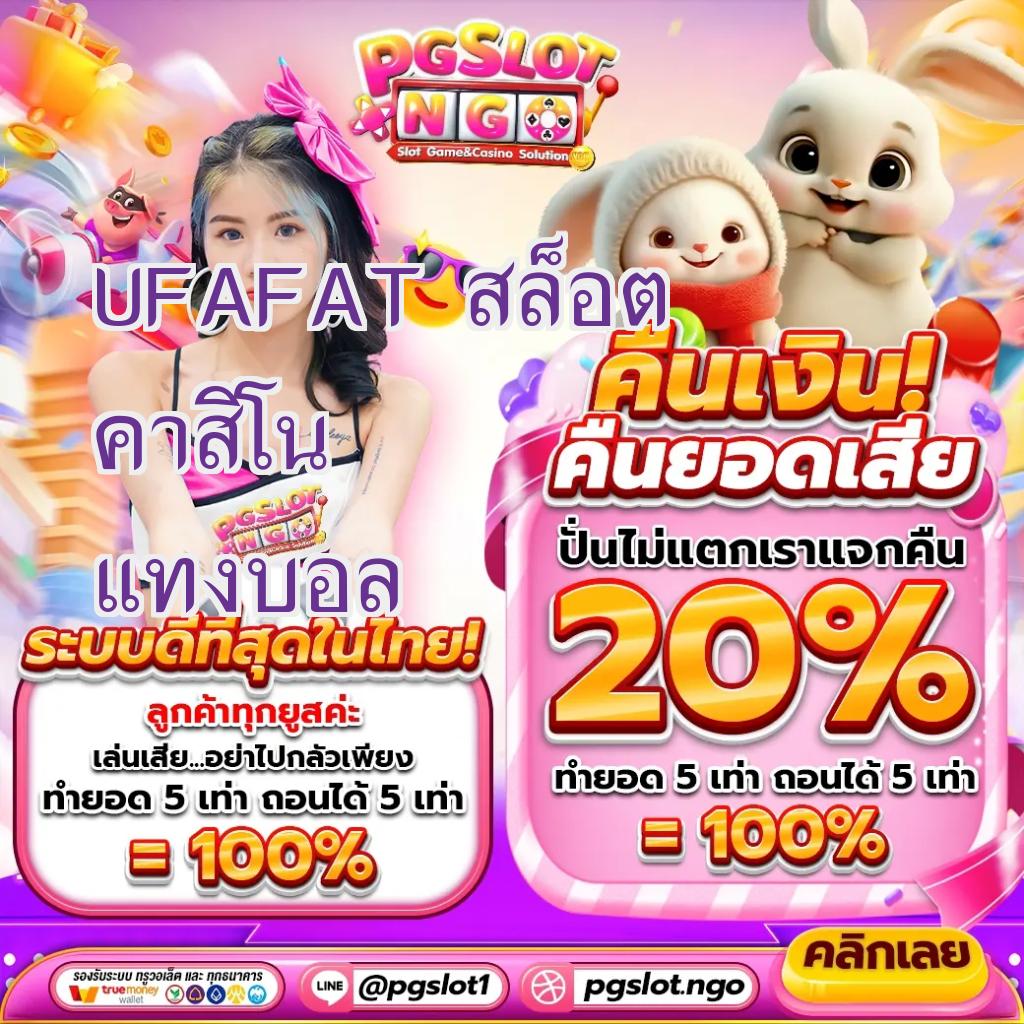 PGSLOT
NGO
Slot Game&Casino Solution
UFAFAT สล็อต
คาสิโน
แทงบอล
PGSLOT
NGO
คืนเงิน!
คืนยอดเสีย
ปั่นไม่แตกเราแจกคืน
20%
ทำยอด 5 เท่า ถอนได้ 5 เท่า
= 100%
ระบบดีที่สุดในไทย!
ลูกค้าทุกยูสค่ะ
เล่นเสีย...อย่าไปกลัวเพียง
ทำยอด 5 เท่า ถอนได้ 5 เท่า
= 100%
คลิกเลย
รองรับระบบ ทรูวอเล็ต และ ทุกธนาคาร
truemoney
wallet
LINE @pgslot1
pgslot.ngo